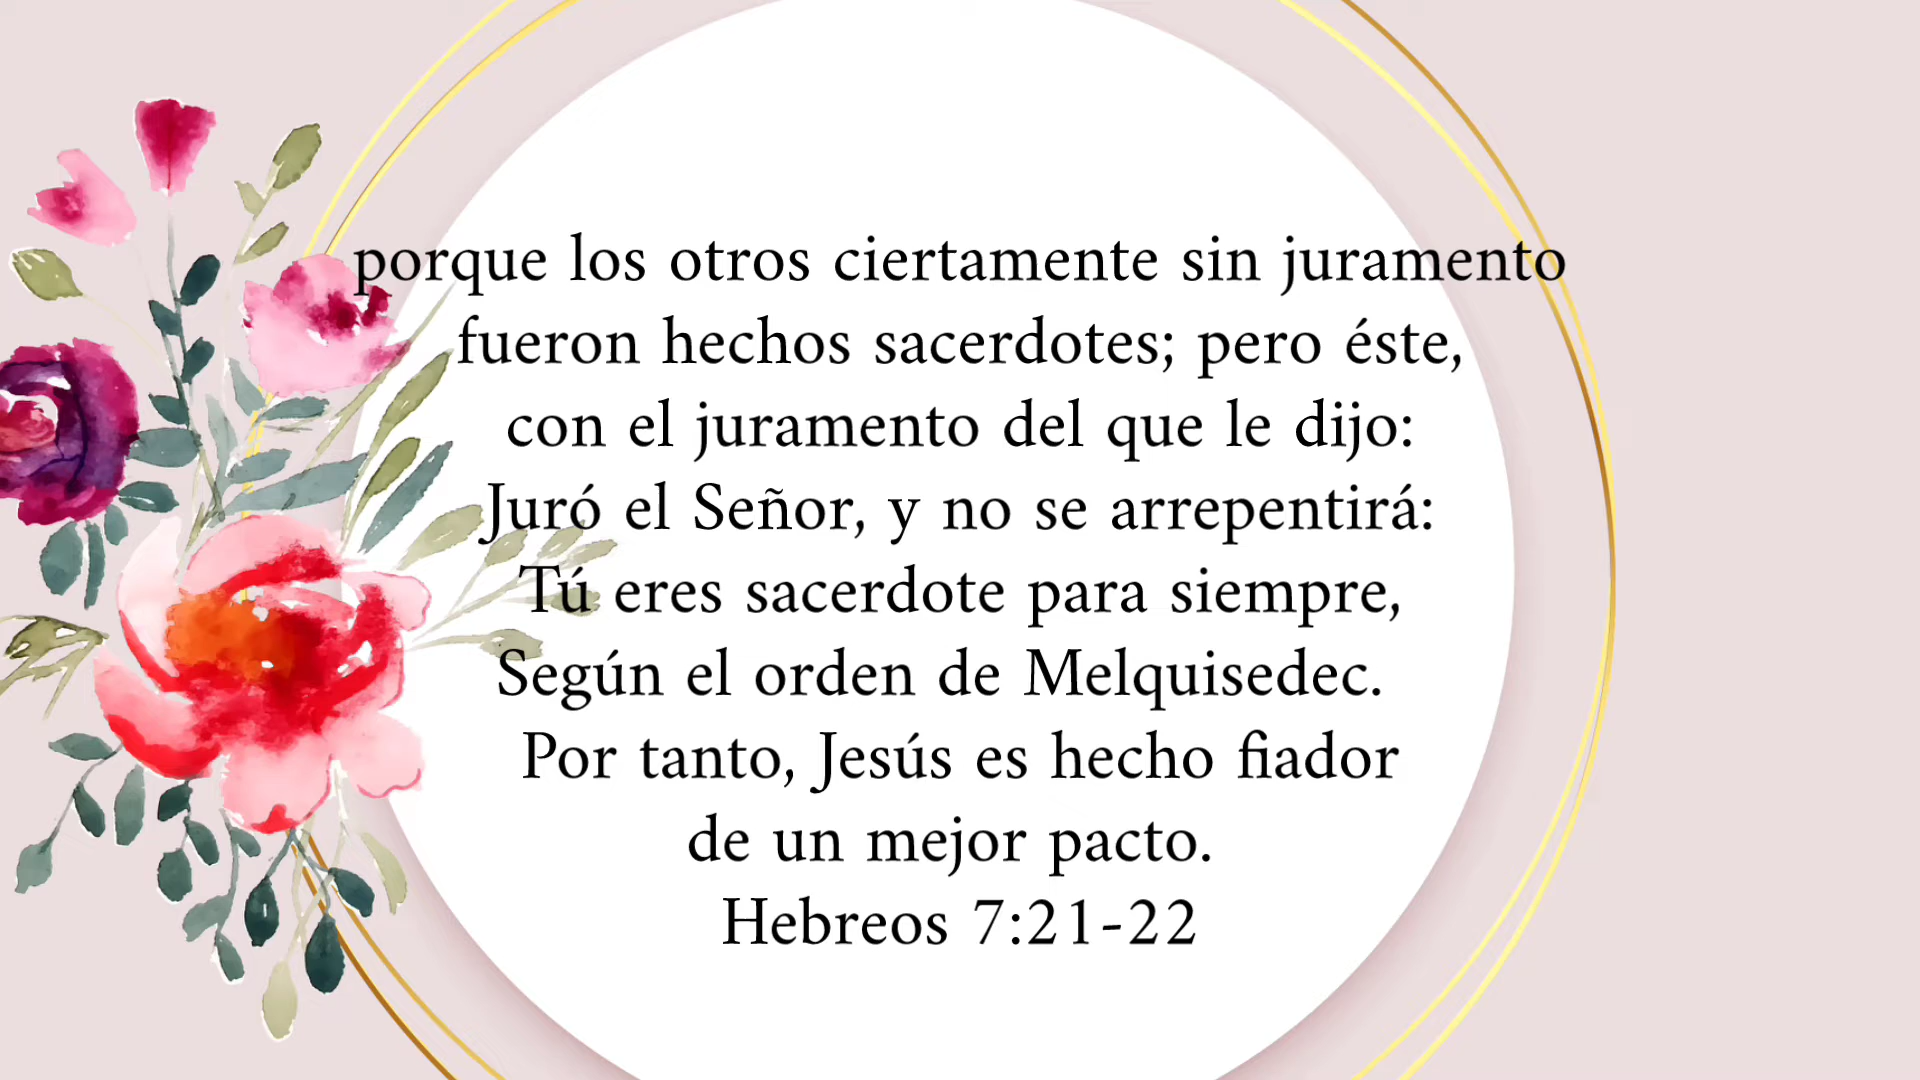 porque los otros ciertamente sin juramento
fueron hechos sacerdotes; pero éste,
con el juramento del que le dijo:
Juró el Señor, y no se arrepentirá:
Tú eres sacerdote para siempre,
Según el orden de Melquisedec.
Por tanto, Jesús es hecho fiador
de un mejor pacto.
Hebreos 7:21-22